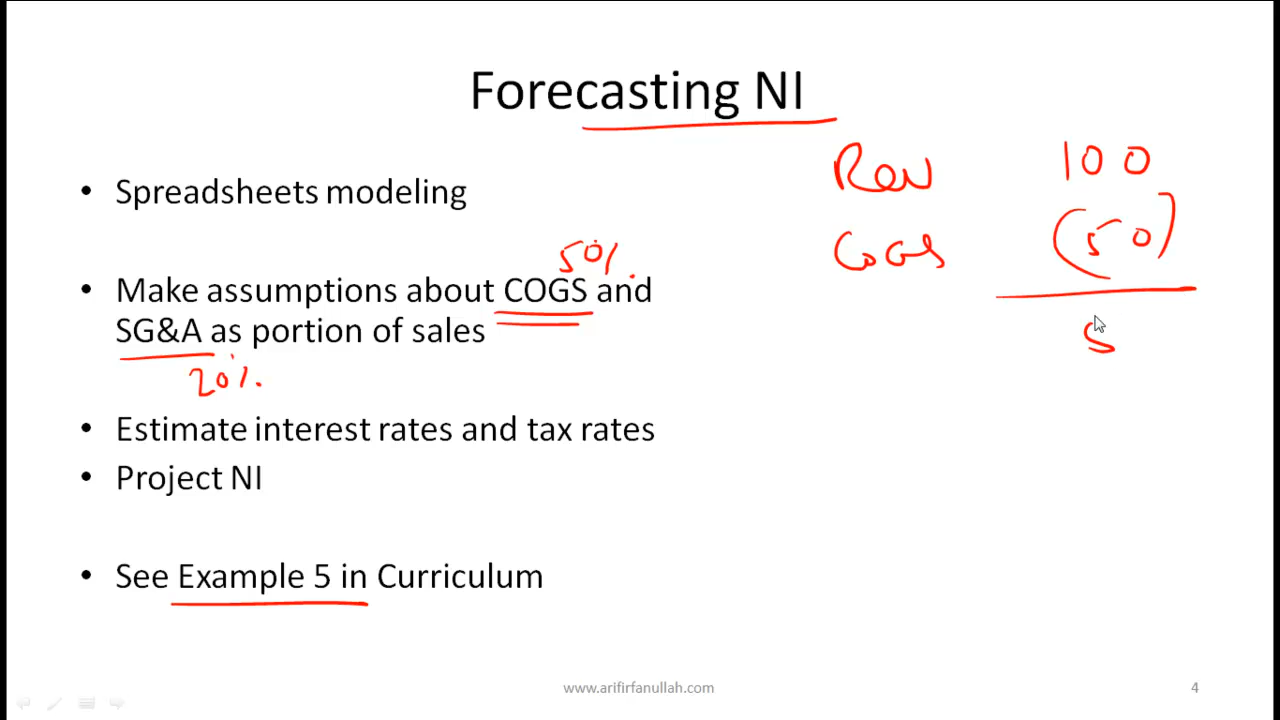 Forecasting NI
Rev 100
• Spreadsheets modeling
COGS (50)
50%
• Make assumptions about COGS and
SG&A as portion of sales
5
20%
• Estimate interest rates and tax rates
• Project NI
• See Example 5 in Curriculum
www.arifirfanullah.com
4